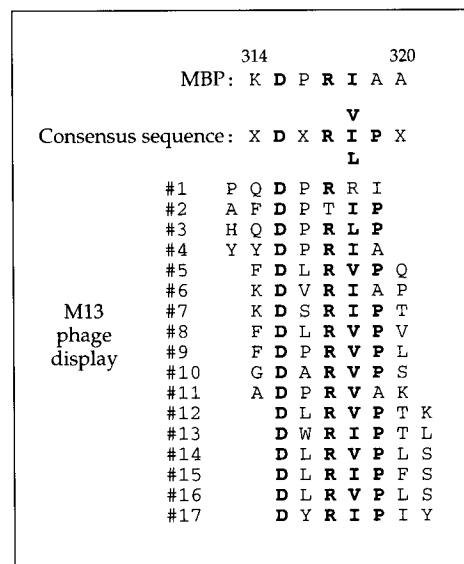 314 320
MBP: K D P R I A A
V
Consensus sequence: X D X R I P X
L
#1 P Q D P R R I
#2 A F D P T I P
#3 H Q D P R L P
#4 Y Y D P R I A
#5 F D L R V P Q
#6 K D V R I A P
#7 K D S R I P T
M13
#8 F D L R V P V
phage
#9 F D P R V P L
display
#10 G D A R V P S
#11 A D P R V A K
#12 D L R V P T K
#13 D W R I P T L
#14 D L R V P L S
#15 D L R I P F S
#16 D L R V P L S
#17 D Y R I P I Y